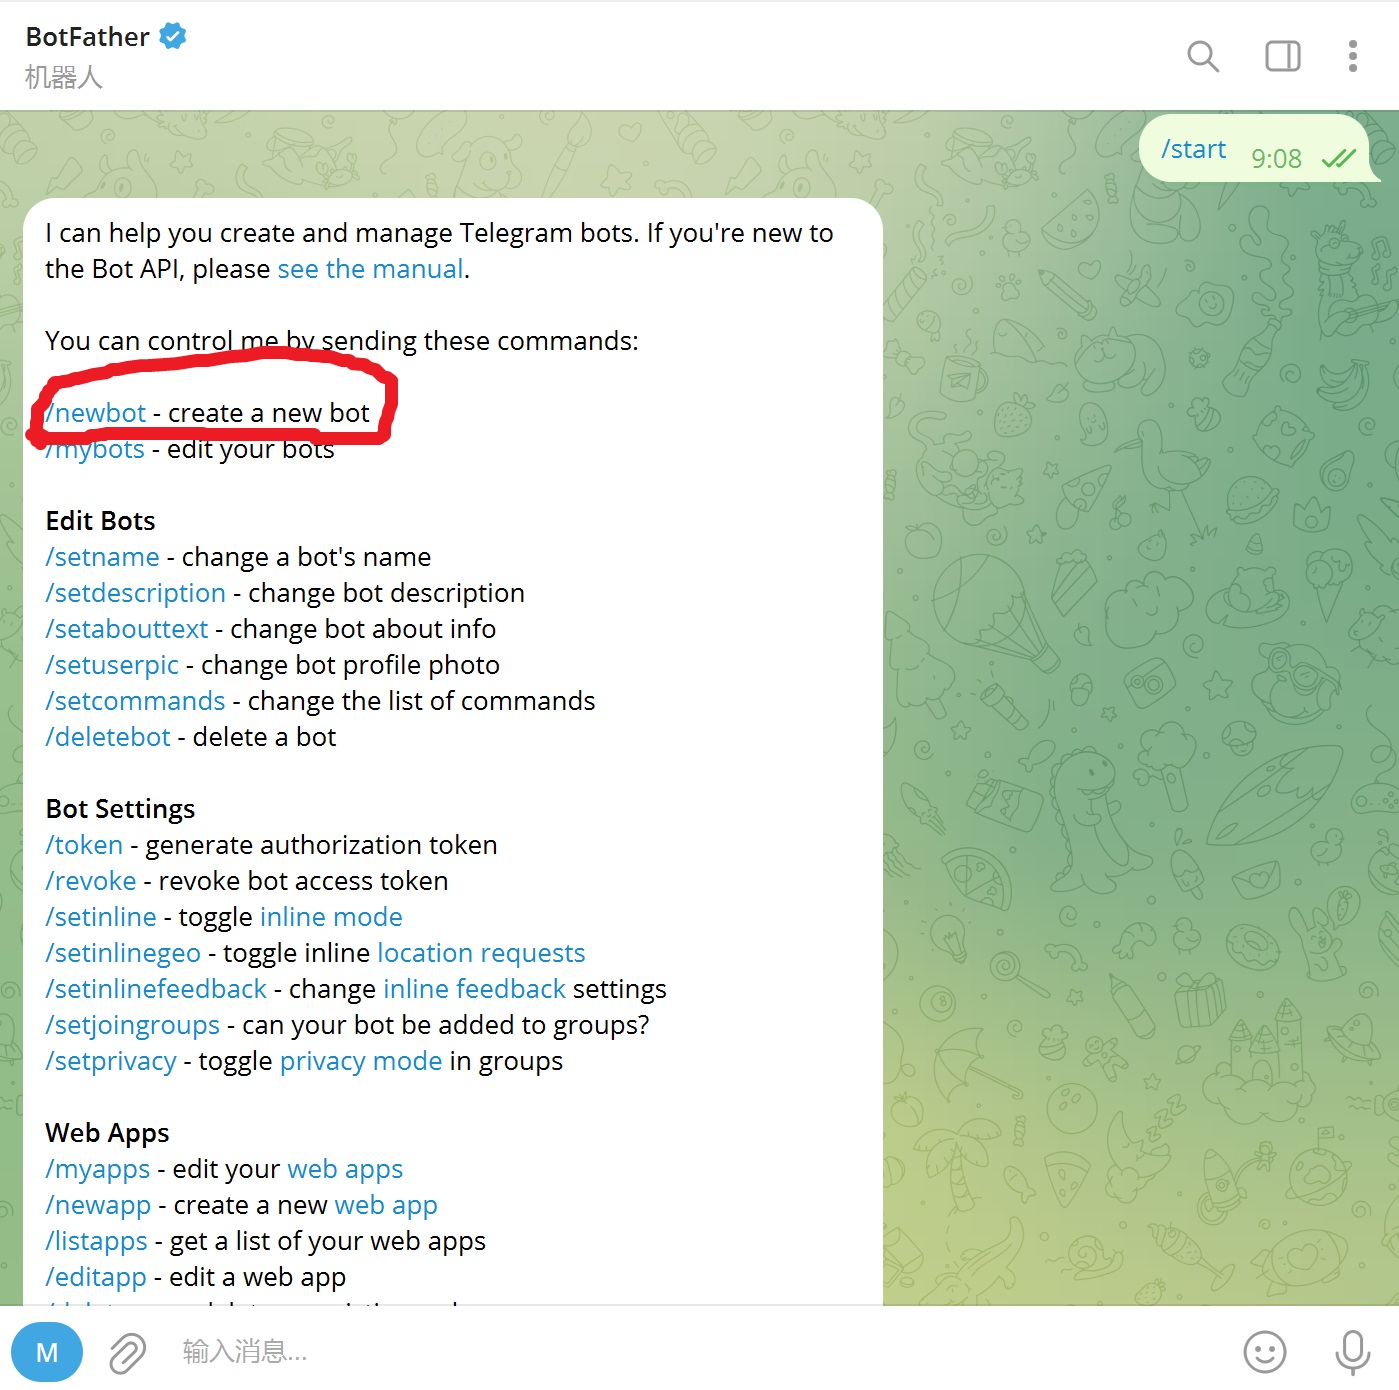 BotFather
机器人
/start 9:08
I can help you create and manage Telegram bots. If you're new to
the Bot API, please see the manual.
You can control me by sending these commands:
/newbot - create a new bot
/mybots - edit your bots
Edit Bots
/setname - change a bot's name
/setdescription - change bot description
/setabouttext - change bot about info
/setuserpic - change bot profile photo
/setcommands - change the list of commands
/deletebot - delete a bot
Bot Settings
/token - generate authorization token
/revoke - revoke bot access token
/setinline - toggle inline mode
/setinlinegeo - toggle inline location requests
/setinlinefeedback - change inline feedback settings
/setjoingroups - can your bot be added to groups?
/setprivacy - toggle privacy mode in groups
Web Apps
/myapps - edit your web apps
/newapp - create a new web app
/listapps - get a list of your web apps
/editapp - edit a web app
M
输入消息...